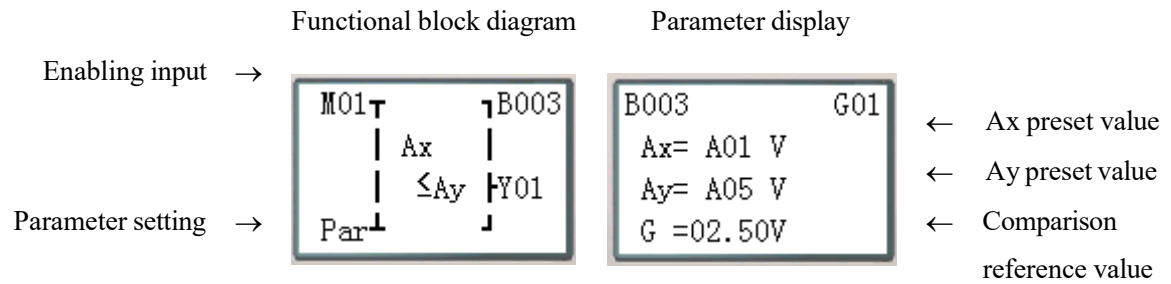 Functional block diagram
Parameter display
Enabling input →
M01 B003
Ax
≤Ay Y01
Par
Parameter setting →
B003 G01
Ax= A01 V
Ay= A05 V
G =02.50V
← Ax preset value
← Ay preset value
← Comparison
reference value